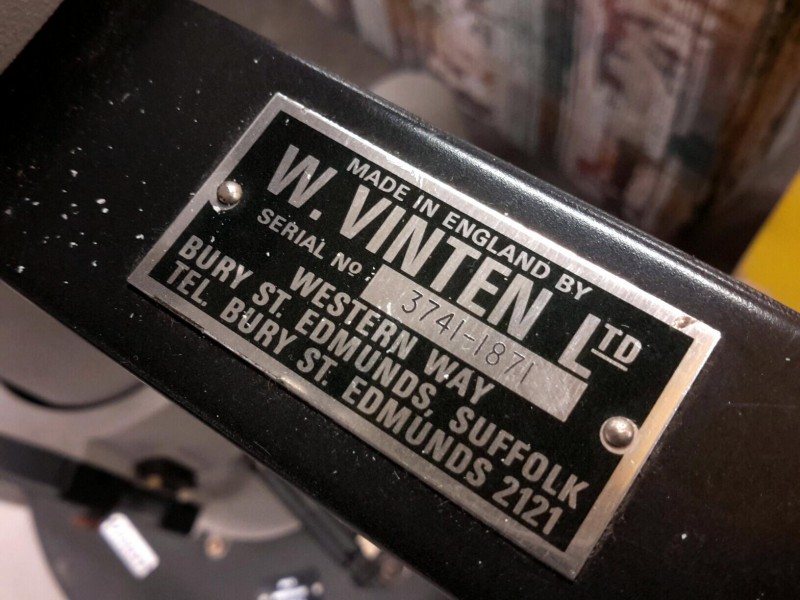 MADE IN ENGLAND BY
W. VINTEN LTD
SERIAL Nº 3741-1871
WESTERN WAY
BURY ST. EDMUNDS, SUFFOLK
TEL. BURY ST. EDMUNDS 2121